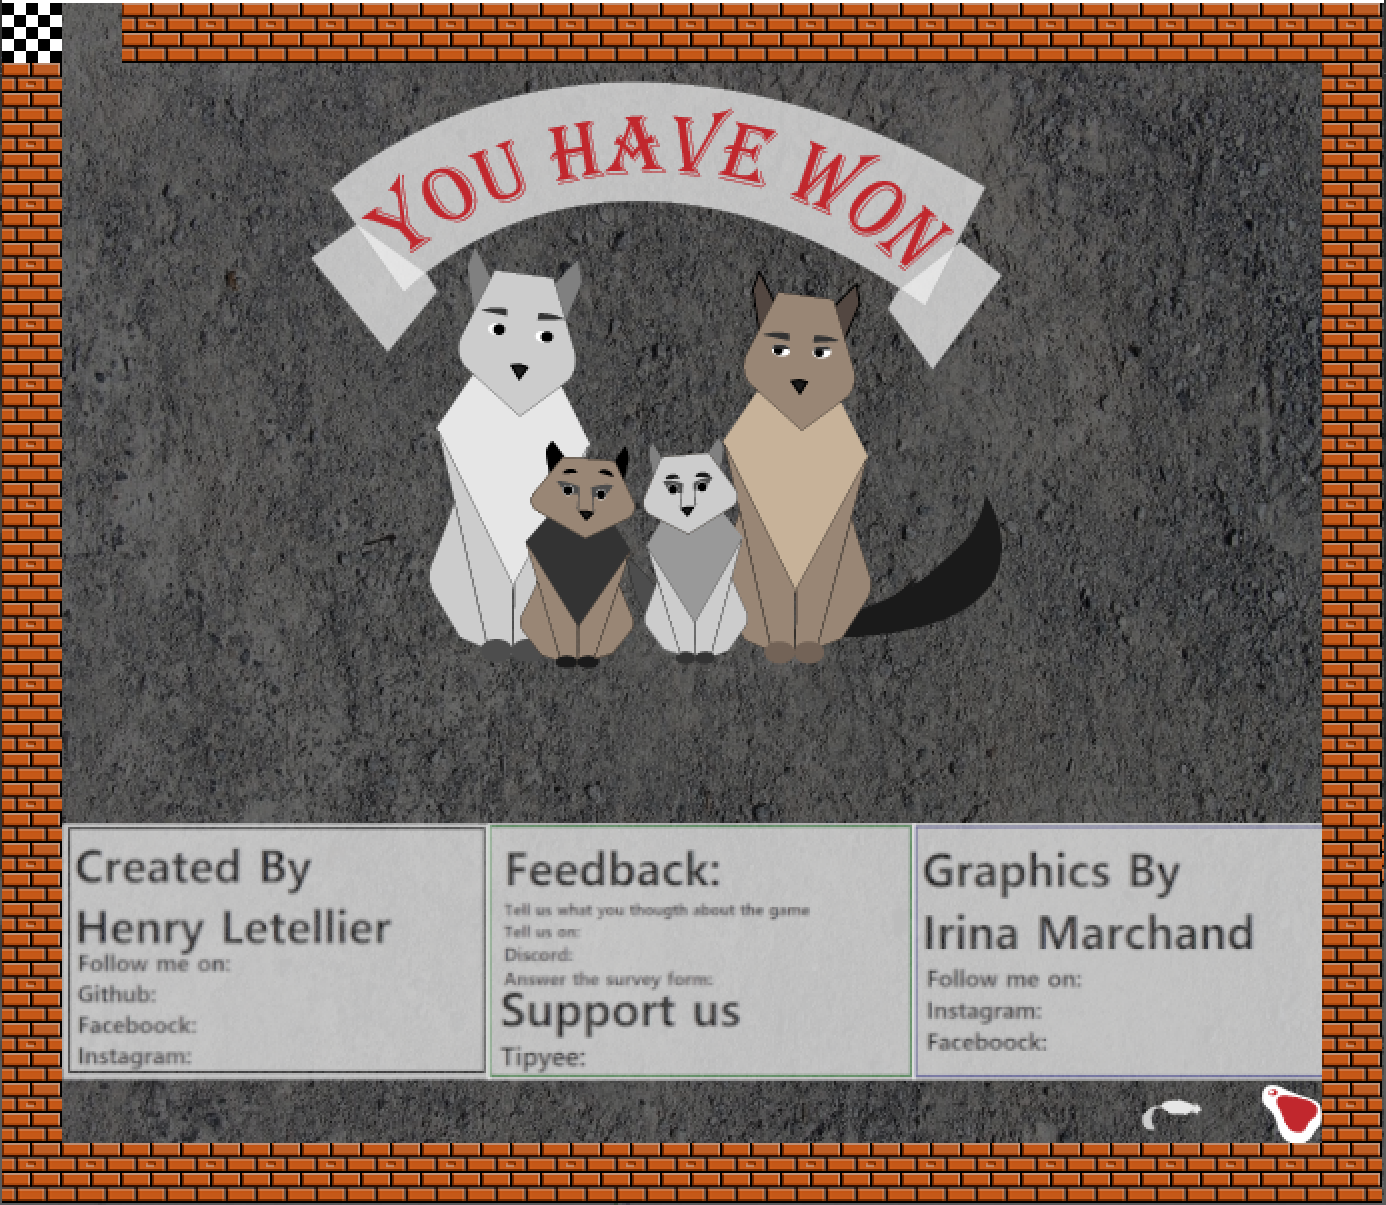 YOU HAVE WON
Created By
Henry Letellier
Follow me on:
Github:
Faceboock:
Instagram:
Feedback:
Tell us what you thougth about the game
Tell us on:
Discord:
Answer the survey form:
Support us
Tipyee:
Graphics By
Irina Marchand
Follow me on:
Instagram:
Faceboock: